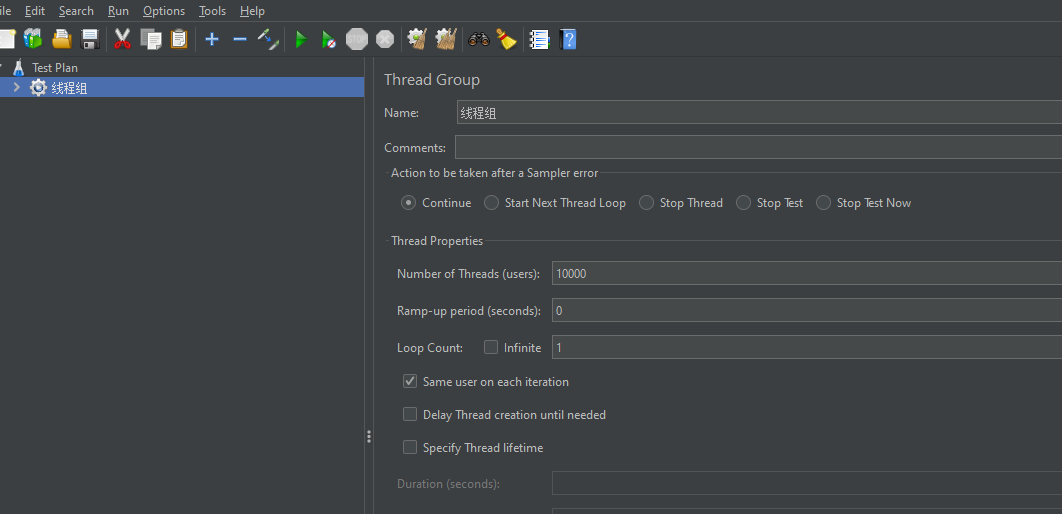 ile Edit Search Run Options Tools Help
STOP
Test Plan
线程组
Thread Group
Name: 线程组
Comments:
Action to be taken after a Sampler error
Continue Start Next Thread Loop Stop Thread Stop Test Stop Test Now
Thread Properties
Number of Threads (users): 10000
Ramp-up period (seconds): 0
Loop Count: Infinite 1
Same user on each iteration
Delay Thread creation until needed
Specify Thread lifetime
Duration (seconds):